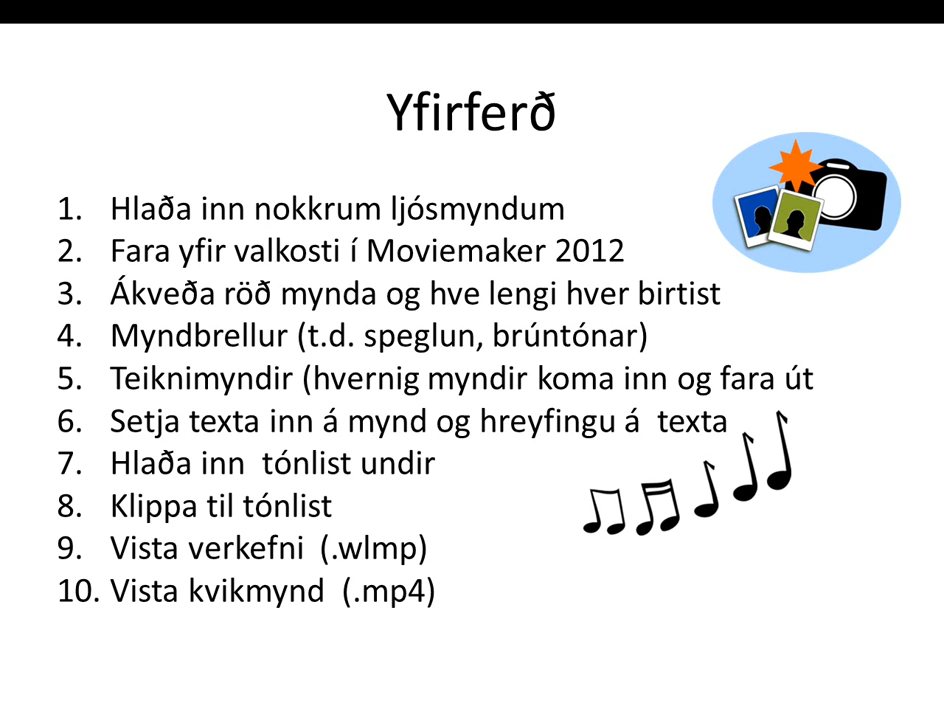 Yfirferð
1. Hlaða inn nokkrum ljósmyndum
2. Fara yfir valkosti í Moviemaker 2012
3. Ákveða röð mynda og hve lengi hver birtist
4. Myndbrellur (t.d. speglun, brúntónar)
5. Teiknimyndir (hvernig myndir koma inn og fara út
6. Setja texta inn á mynd og hreyfingu á texta
7. Hlaða inn tónlist undir
8. Klippa til tónlist
9. Vista verkefni (.wlmp)
10. Vista kvikmynd (.mp4)